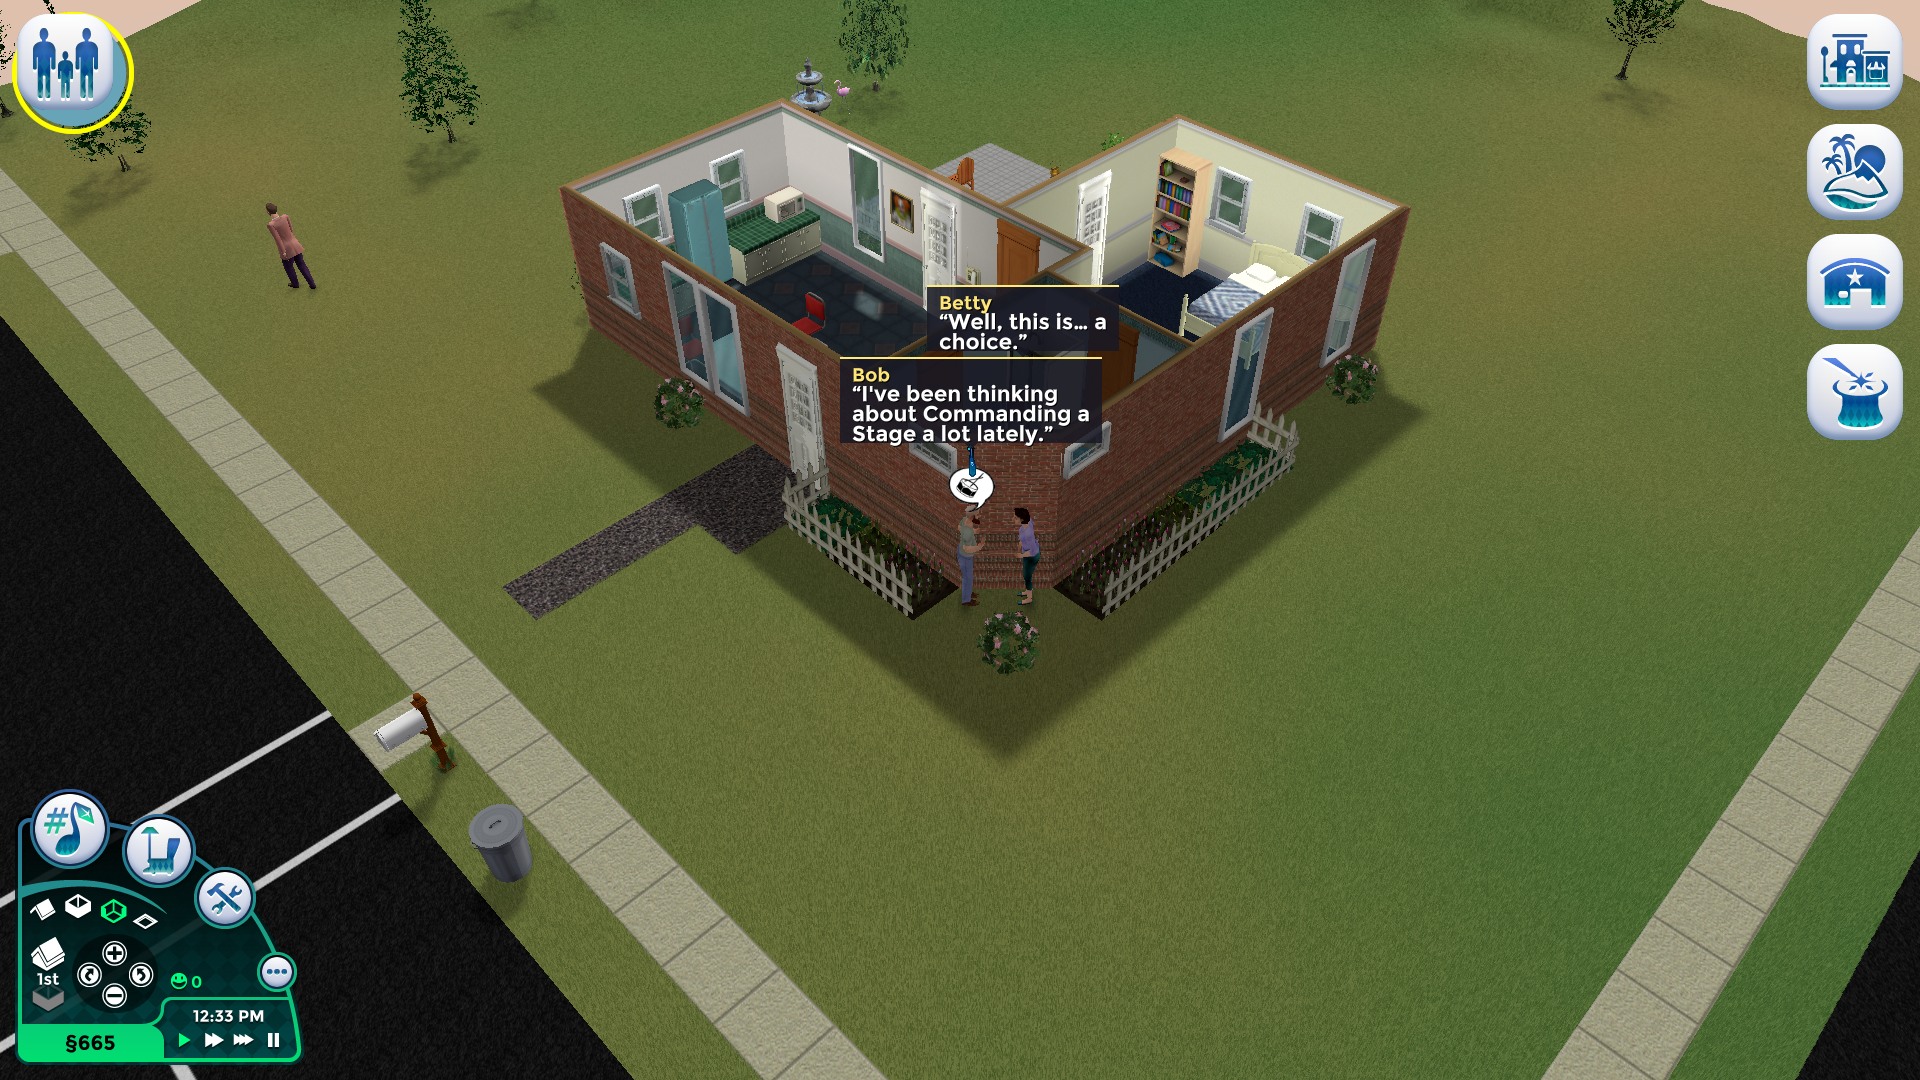 Betty
“Well, this is… a
choice.”
Bob
“I've been thinking
about Commanding a
Stage a lot lately.”
#
1st
0
12:33 PM
§665